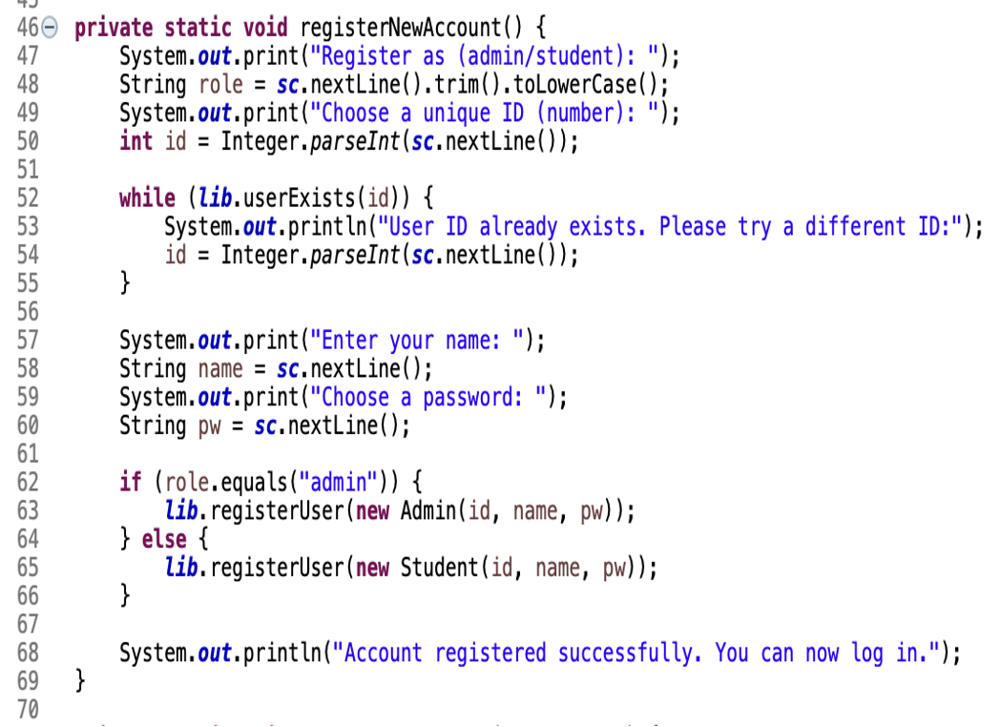 46 private static void registerNewAccount() {
47     System.out.print("Register as (admin/student): ");
48     String role = sc.nextLine().trim().toLowerCase();
49     System.out.print("Choose a unique ID (number): ");
50     int id = Integer.parseInt(sc.nextLine());
51
52     while (lib.userExists(id)) {
53         System.out.println("User ID already exists. Please try a different ID:");
54         id = Integer.parseInt(sc.nextLine());
55     }
56
57     System.out.print("Enter your name: ");
58     String name = sc.nextLine();
59     System.out.print("Choose a password: ");
60     String pw = sc.nextLine();
61
62     if (role.equals("admin")) {
63         lib.registerUser(new Admin(id, name, pw));
64     } else {
65         lib.registerUser(new Student(id, name, pw));
66     }
67
68     System.out.println("Account registered successfully. You can now log in.");
69 }
70